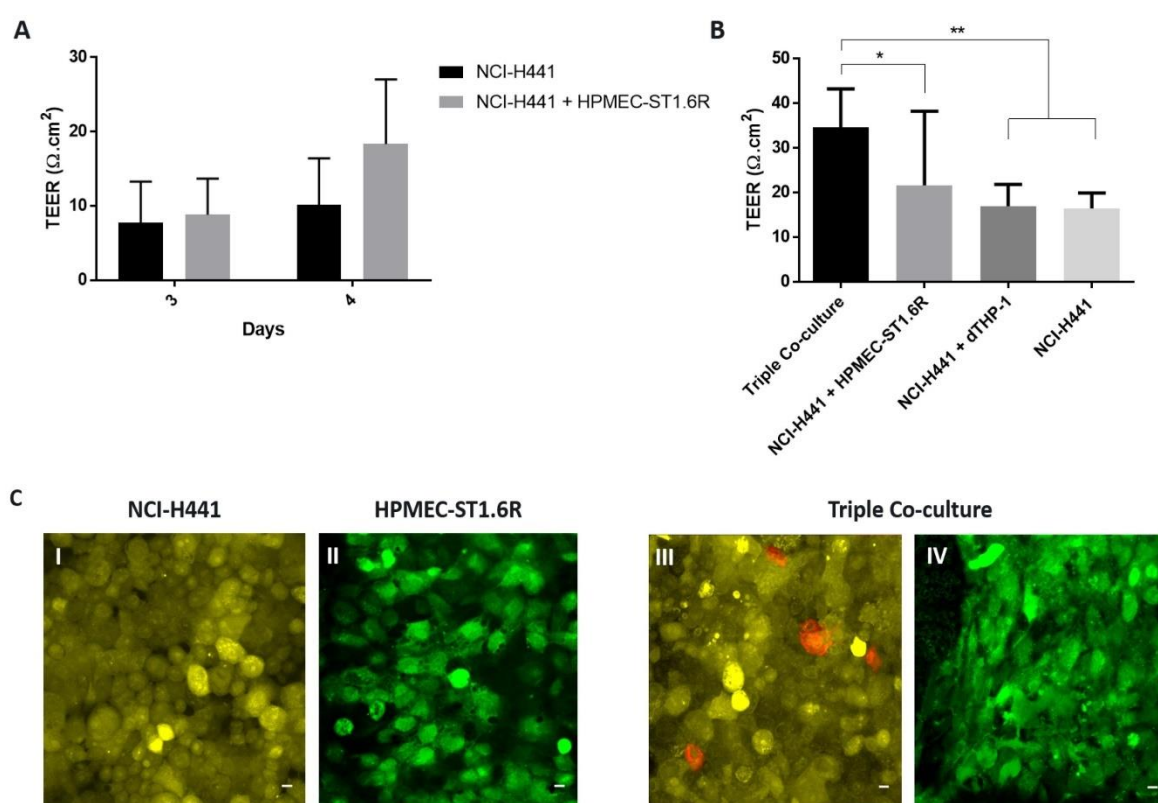 A
30
20
10
0
TEER (Ω.cm²)
3
4
Days
NCI-H441
NCI-H441 + HPMEC-ST1.6R
B
**
*
50
40
30
20
10
0
TEER (Ω.cm²)
Triple Co-culture
NCI-H441 + HPMEC-ST1.6R
NCI-H441 + dTHP-1
NCI-H441
C
NCI-H441
HPMEC-ST1.6R
Triple Co-culture
I
II
III
IV